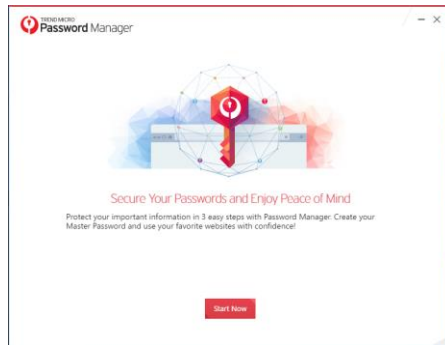 TREND MICRO
Password Manager
Secure Your Passwords and Enjoy Peace of Mind
Protect your important information in 3 easy steps with Password Manager. Create your
Master Password and use your favorite websites with confidence!
Start Now